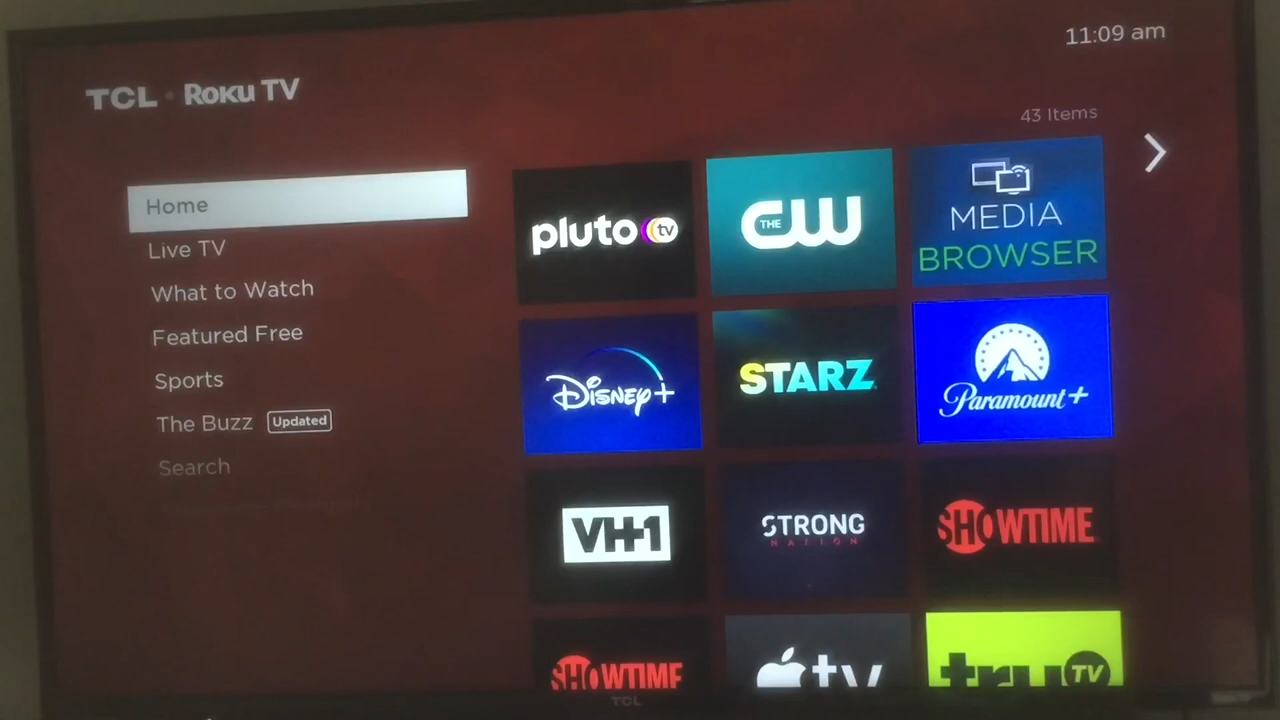 11:09 am
TCL • Roku TV
43 Items
Home
Live TV
What to Watch
Featured Free
Sports
The Buzz Updated
Search
pluto tv
THE CW
MEDIA
BROWSER
Disney+
STARZ
Paramount+
VH1
STRONG
NATION
SHOWTIME
SHOWTIME
tv
tru TV
TCL